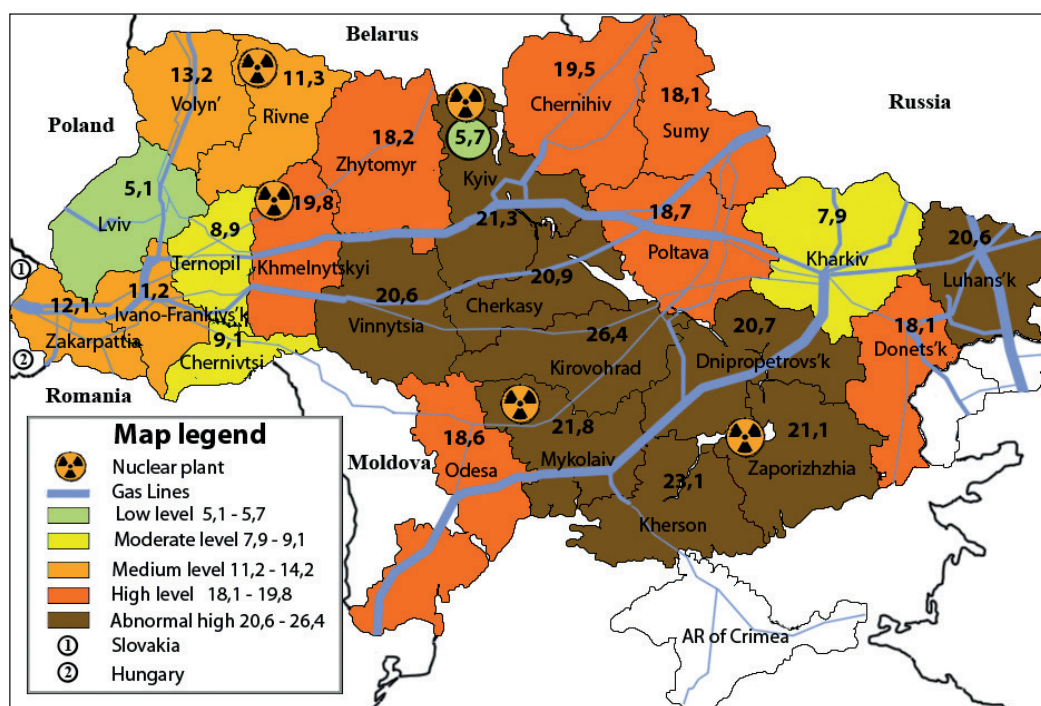 Belarus
Russia
Poland
Romania
Moldova
13,2
Volyn'
11,3
Rivne
18,2
Zhytomyr
5,7
Kyiv
21,3
19,5
Chernihiv
18,1
Sumy
5,1
Lviv
8,9
Ternopil
19,8
Khmelnytskyi
18,7
Poltava
7,9
Kharkiv
20,6
Luhans'k
1
12,1
Zakarpattia
2
11,2
Ivano-Frankivs'k
9,1
Chernivtsi
20,6
Vinnytsia
20,9
Cherkasy
26,4
Kirovohrad
20,7
Dnipropetrovs'k
18,1
Donets'k
18,6
Odesa
21,8
Mykolaiv
21,1
Zaporizhzhia
23,1
Kherson
AR of Crimea
Map legend
Nuclear plant
Gas Lines
Low level 5,1 - 5,7
Moderate level 7,9 - 9,1
Medium level 11,2 - 14,2
High level 18,1 - 19,8
Abnormal high 20,6 - 26,4
1 Slovakia
2 Hungary